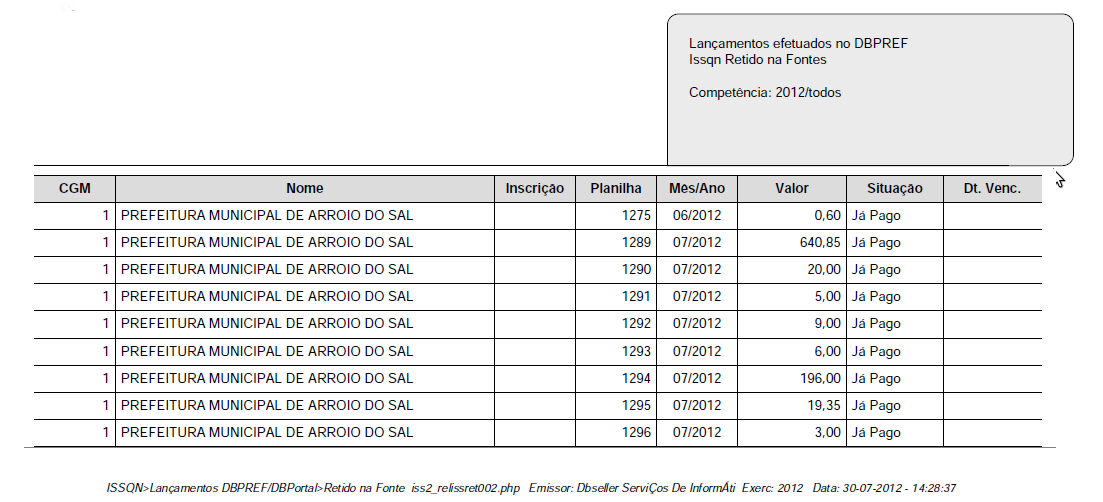 Lançamentos efetuados no DBPREF
Issqn Retido na Fontes
Competência: 2012/todos
CGM Nome Inscrição Planilha Mes/Ano Valor Situação Dt. Venc.
1 PREFEITURA MUNICIPAL DE ARROIO DO SAL 1275 06/2012 0,60 Já Pago
1 PREFEITURA MUNICIPAL DE ARROIO DO SAL 1289 07/2012 640,85 Já Pago
1 PREFEITURA MUNICIPAL DE ARROIO DO SAL 1290 07/2012 20,00 Já Pago
1 PREFEITURA MUNICIPAL DE ARROIO DO SAL 1291 07/2012 5,00 Já Pago
1 PREFEITURA MUNICIPAL DE ARROIO DO SAL 1292 07/2012 9,00 Já Pago
1 PREFEITURA MUNICIPAL DE ARROIO DO SAL 1293 07/2012 6,00 Já Pago
1 PREFEITURA MUNICIPAL DE ARROIO DO SAL 1294 07/2012 196,00 Já Pago
1 PREFEITURA MUNICIPAL DE ARROIO DO SAL 1295 07/2012 19,35 Já Pago
1 PREFEITURA MUNICIPAL DE ARROIO DO SAL 1296 07/2012 3,00 Já Pago
ISSQN>Lançamentos DBPREF/DBPortal>Retido na Fonte iss2_relissret002.php Emissor: Dbseller ServiÇos De InformÁti Exerc: 2012 Data: 30-07-2012 - 14:28:37